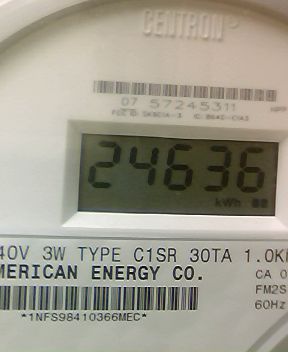 CENTRON®
07 57245311
24636
kWh
40V 3W TYPE C1SR 30TA 1.0K
MERICAN ENERGY CO.
CA 0
FM2S
60Hz
*1NFS98410366MEC*